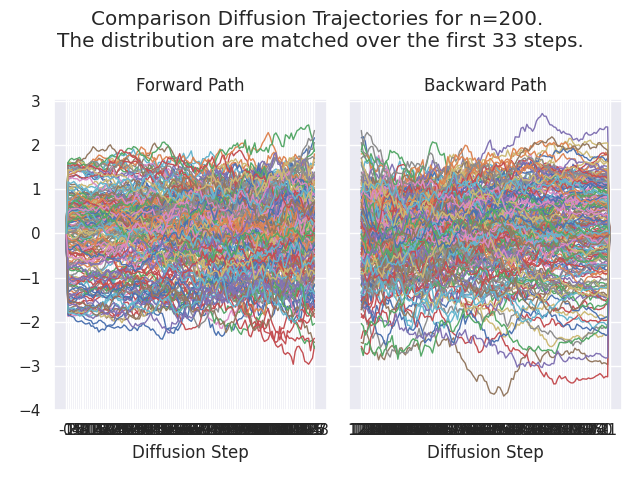 Comparison Diffusion Trajectories for n=200.
The distribution are matched over the first 33 steps.
Forward Path
Backward Path
3
2
1
0
−1
−2
−3
−4
Diffusion Step
Diffusion Step